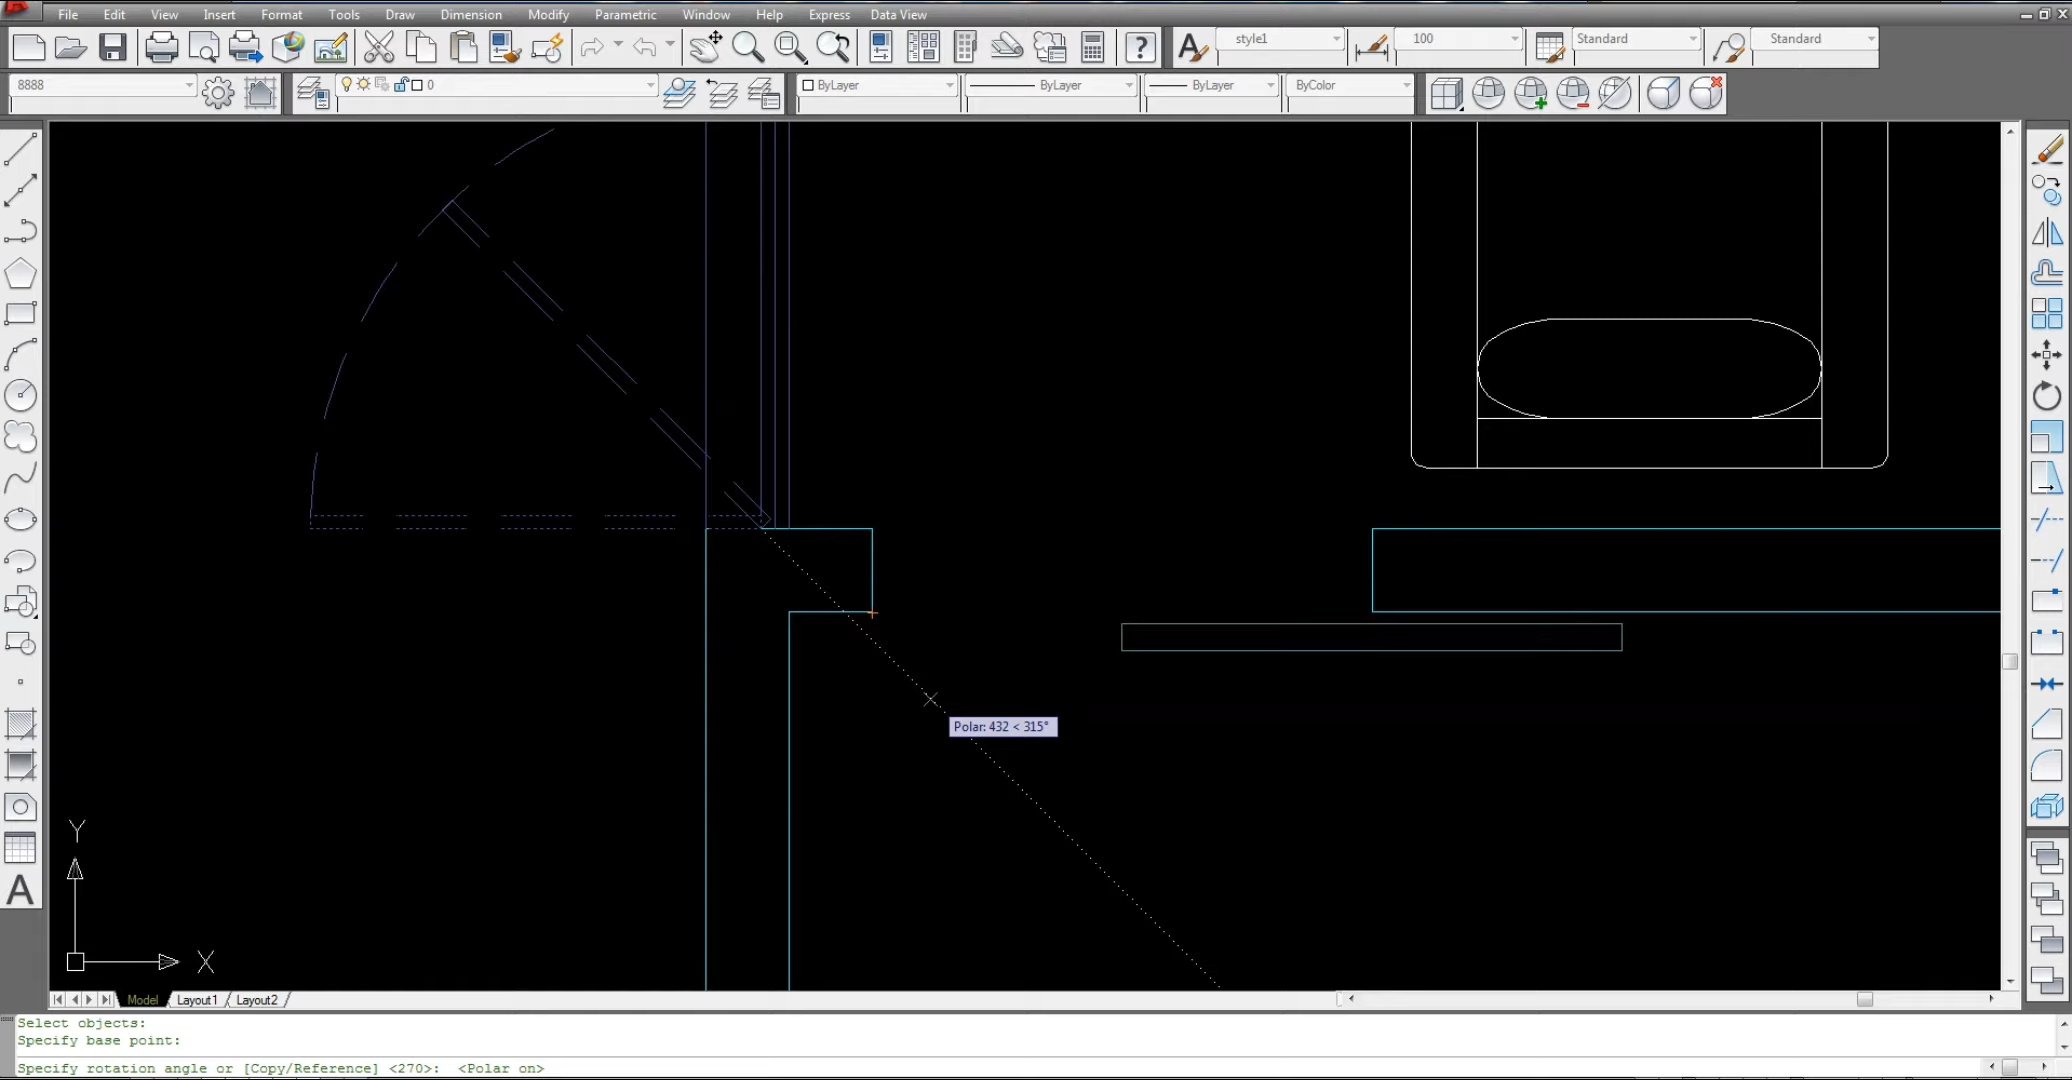 File Edit View Insert Format Tools Draw Dimension Modify Parametric Window Help Express Data View
style1 100 Standard Standard
8888 0 ByLayer ByLayer ByLayer ByColor
Polar: 432 < 315°
Y
X
Model Layout1 Layout2
Select objects:
Specify base point:
Specify rotation angle or [Copy/Reference] <270>: <Polar on>